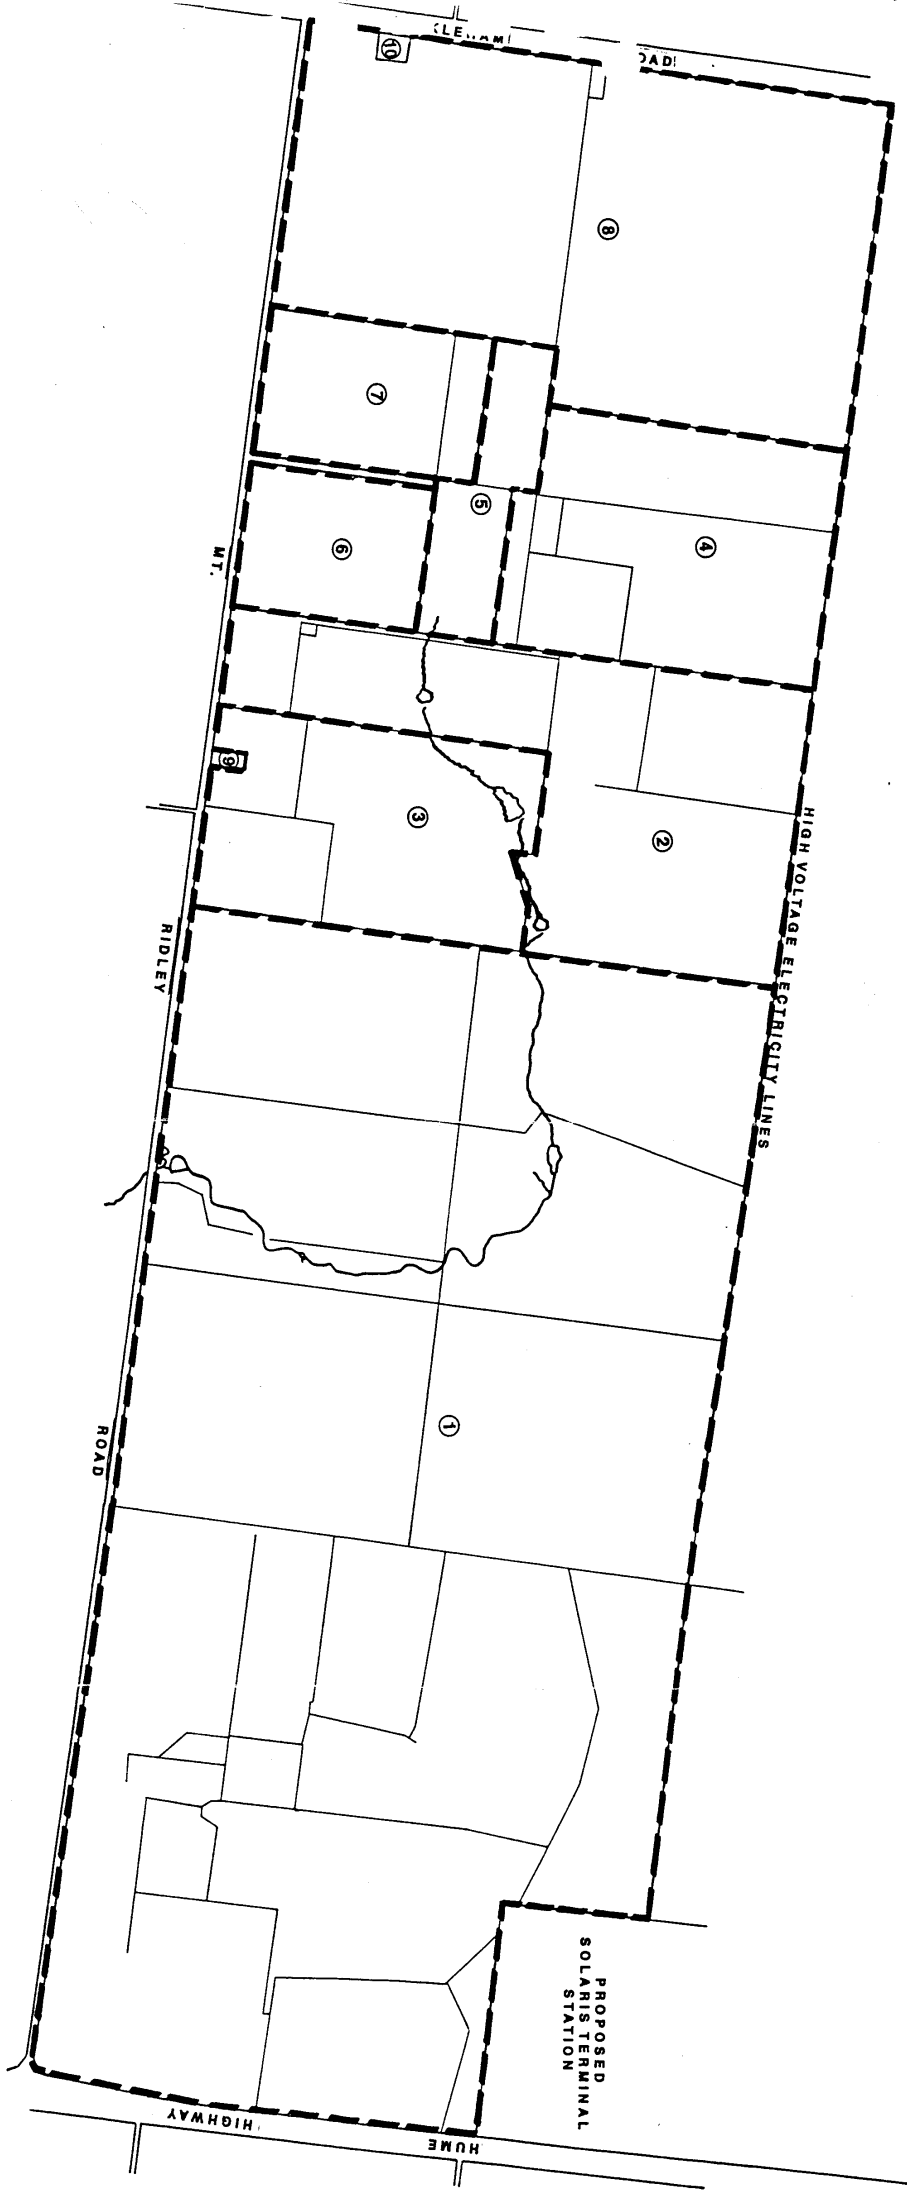 10
8
7
5
6
4
9
3
2
1
MT.
RIDLEY
ROAD
HIGH VOLTAGE ELECTRICITY LINES
PROPOSED
SOLARIS TERMINAL
STATION
HUME
HIGHWAY